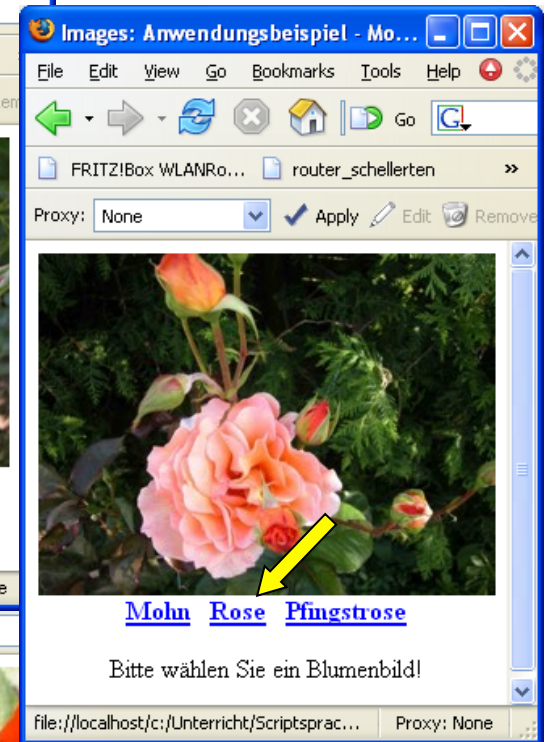 Images: Anwendungsbeispiel - Mo...
File Edit View Go Bookmarks Tools Help
Go G
FRITZ!Box WLANRo... router_schellerten »
Proxy: None Apply Edit Remove
Mohn Rose Pfingstrose
Bitte wählen Sie ein Blumenbild!
file://localhost/c:/Unterricht/Scriptsprac... Proxy: None